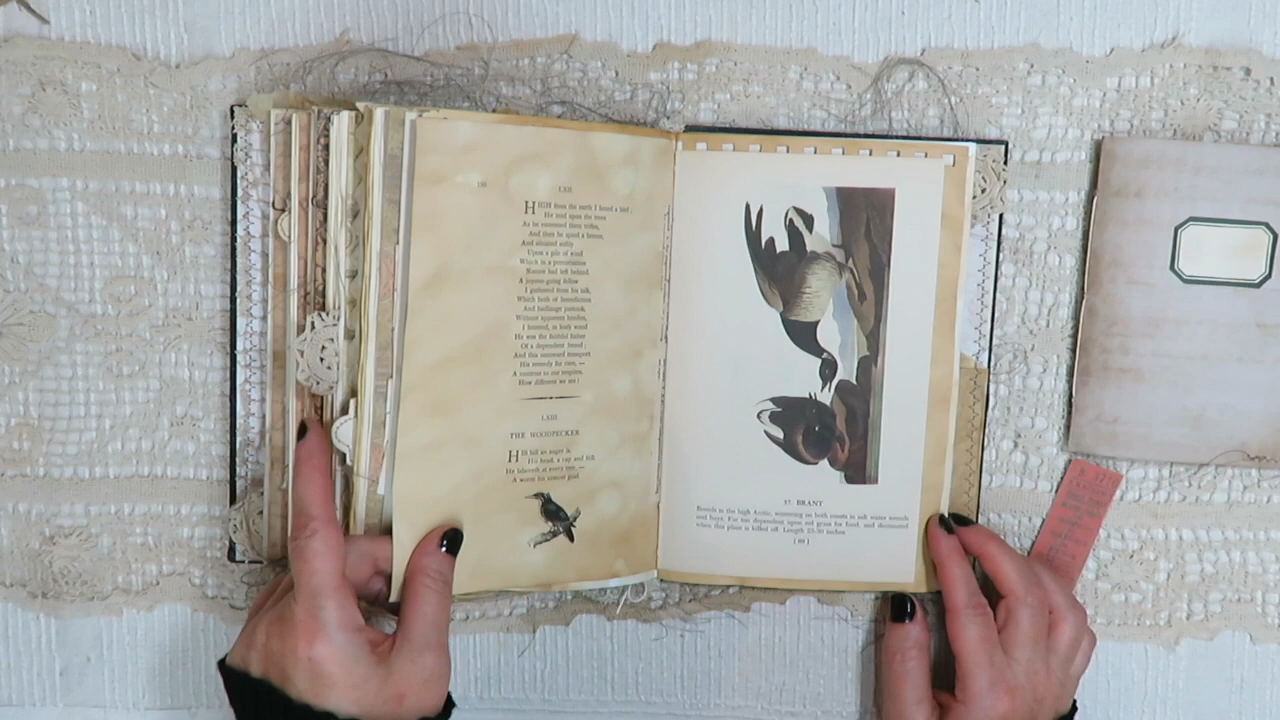 150
LXII
HIGH from the earth I heard a bird;
He trod upon the trees
As he esteemed them trifles,
And then he spied a breeze,
And situated softly
Upon a pile of wind
Which in a perturbation
Nature had left behind.
A joyous-going fellow
I gathered from his talk,
Which both of benediction
And badinage partook,
Without apparent burden,
I learned, in leafy wood
He was the faithful father
Of a dependent brood;
And this untoward transport
His remedy for care, —
A contrast to our respites.
How different we are!
LXIII
THE WOODPECKER
HIS bill an auger is,
His head, a cap and frill.
He laboreth at every tree, —
A worm his utmost goal.
37. BRANT
Breeds in the high Arctic, wintering on both coasts in salt water sounds
and bays. Far too dependent upon eel grass for food, and decimated
when this plant is killed off. Length 23-30 inches